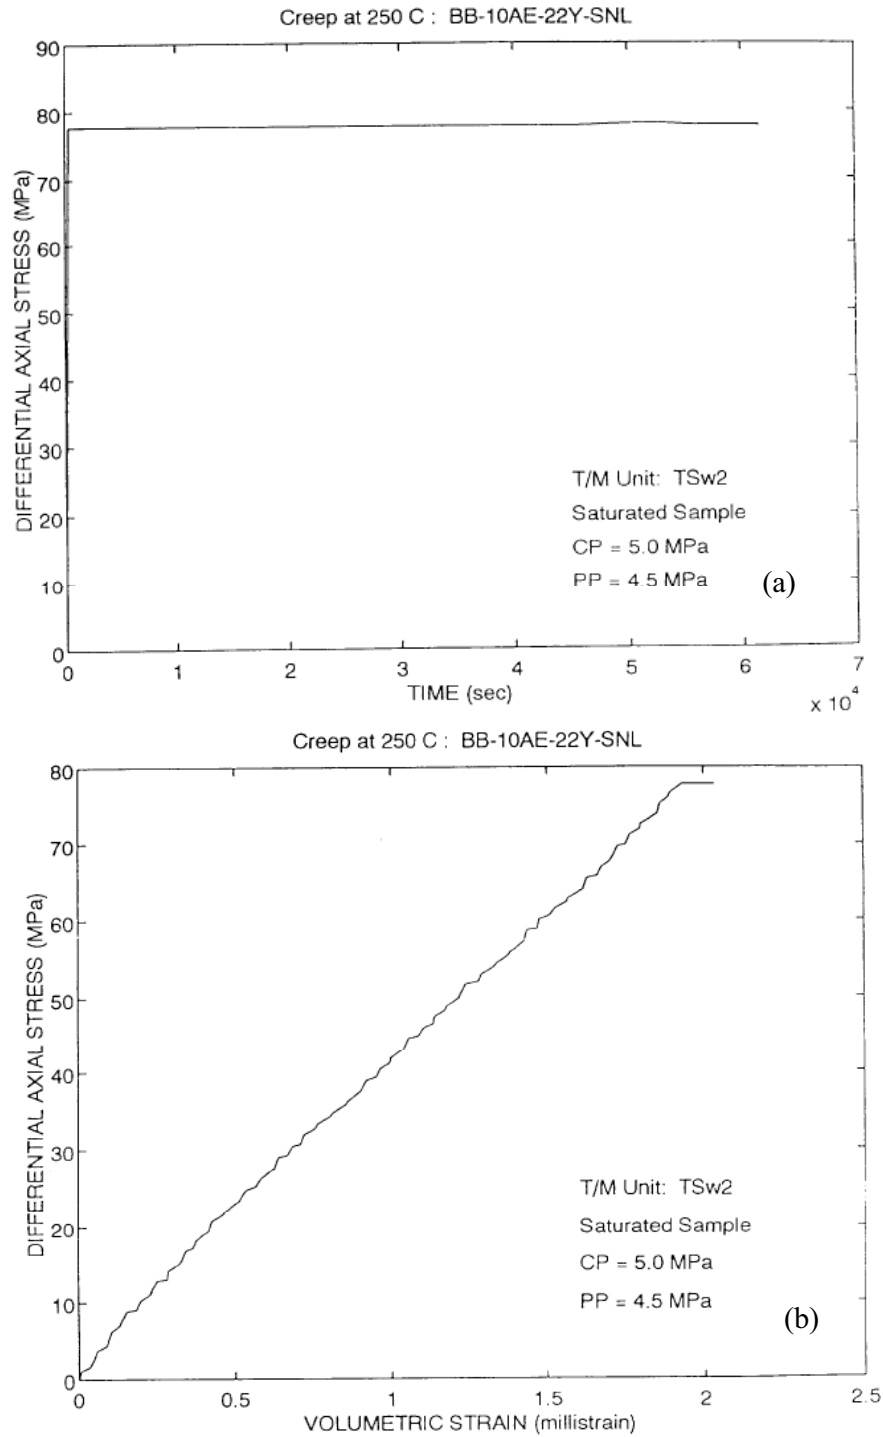 Creep at 250 C : BB-10AE-22Y-SNL
90
80
70
60
50
40
30
20
10
0
DIFFERENTIAL AXIAL STRESS (MPa)
T/M Unit: TSw2
Saturated Sample
CP = 5.0 MPa
PP = 4.5 MPa
(a)
0 1 2 3 4 5 6 7
TIME (sec)
x 10^4
Creep at 250 C : BB-10AE-22Y-SNL
80
70
60
50
40
30
20
10
0
DIFFERENTIAL AXIAL STRESS (MPa)
T/M Unit: TSw2
Saturated Sample
CP = 5.0 MPa
PP = 4.5 MPa
(b)
0 0.5 1 1.5 2 2.5
VOLUMETRIC STRAIN (millistrain)